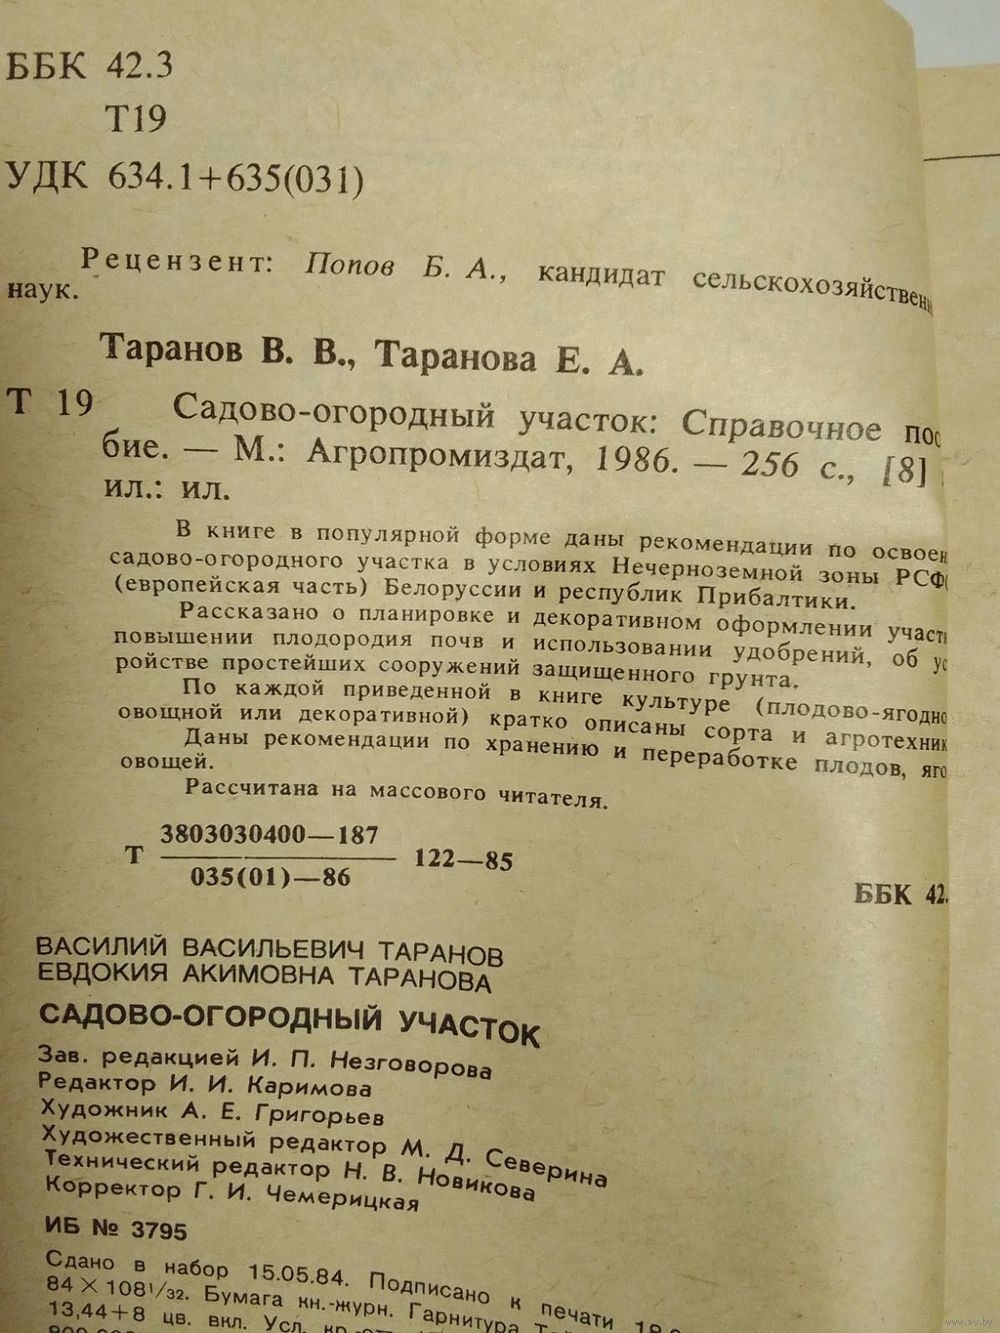 ББК 42.3
Т19
УДК 634.1+635(031)
Рецензент: Попов Б. А., кандидат сельскохозяйствен
наук.
Таранов В. В., Таранова Е. А.
Т 19 Садово-огородный участок: Справочное пос
бие. — М.: Агропромиздат, 1986. — 256 с., [8]
ил.: ил.
В книге в популярной форме даны рекомендации по освоен
садово-огородного участка в условиях Нечерноземной зоны РСФ
(европейская часть) Белоруссии и республик Прибалтики.
Рассказано о планировке и декоративном оформлении участ
повышении плодородия почв и использовании удобрений, об ус
ройстве простейших сооружений защищенного грунта.
По каждой приведенной в книге культуре (плодово-ягодно
овощной или декоративной) кратко описаны сорта и агротехник
Даны рекомендации по хранению и переработке плодов, яго
овощей.
Рассчитана на массового читателя.
Т 3803030400—187
035(01)—86 122—85
ББК 42.
ВАСИЛИЙ ВАСИЛЬЕВИЧ ТАРАНОВ
ЕВДОКИЯ АКИМОВНА ТАРАНОВА
САДОВО-ОГОРОДНЫЙ УЧАСТОК
Зав. редакцией И. П. Незговорова
Редактор И. И. Каримова
Художник А. Е. Григорьев
Художественный редактор М. Д. Северина
Технический редактор Н. В. Новикова
Корректор Г. И. Чемерицкая
ИБ № 3795
Сдано в набор 15.05.84. Подписано к печати
84×108¹/₃₂. Бумага кн.-журн. Гарнитура
13,44+8 цв. вкл. Усл.
www.ay.by